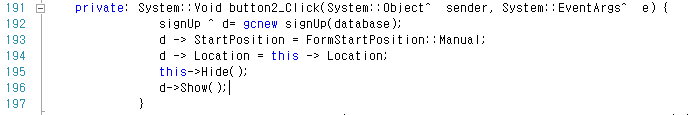 191 private: System::Void button2_Click(System::Object^  sender, System::EventArgs^  e) {
192 signUp ^ d= gcnew signUp(database);
193 d -> StartPosition = FormStartPosition::Manual;
194 d -> Location = this -> Location;
195 this->Hide();
196 d->Show();
197 }